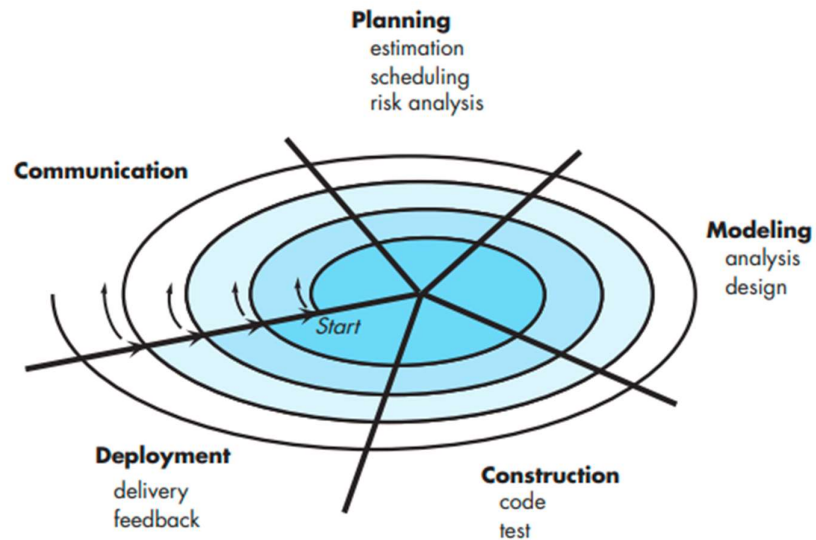 Planning
estimation
scheduling
risk analysis
Communication
Modeling
analysis
design
Start
Deployment
delivery
feedback
Construction
code
test